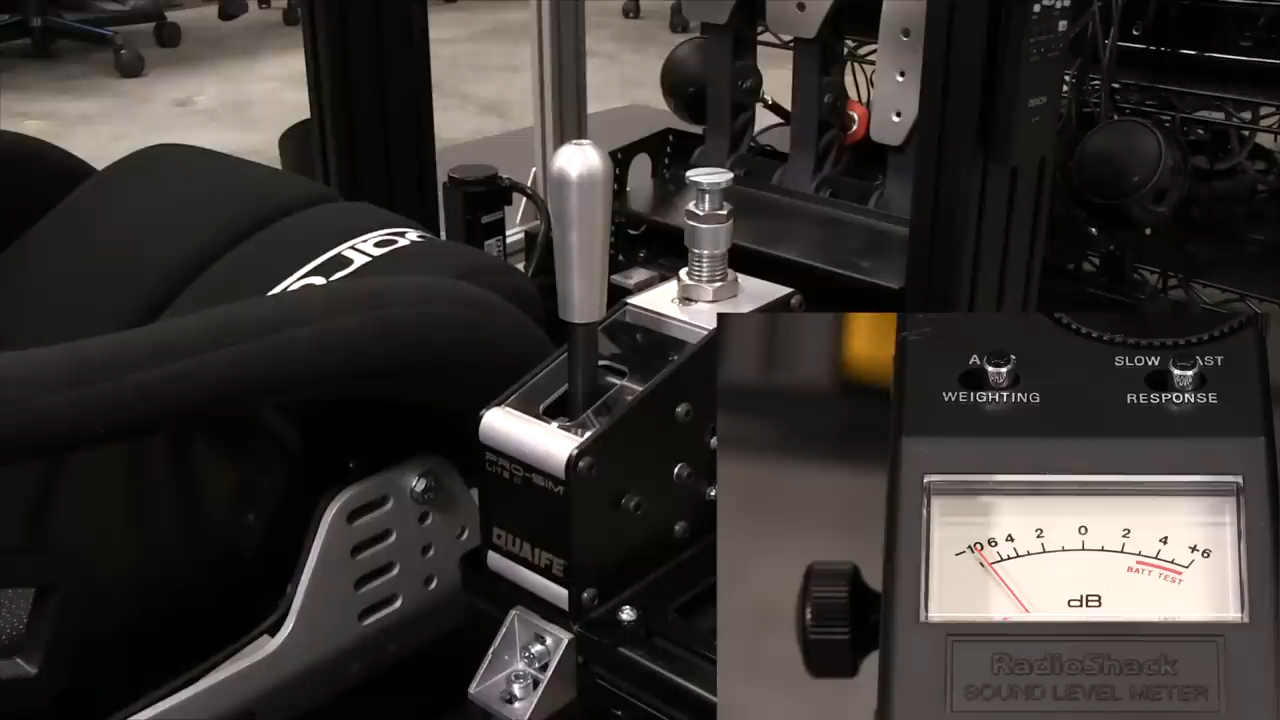 PRO-SIM
QUAIFE
WEIGHTING
SLOW
RESPONSE
-10 6 4 2 0 2 4 +6
BATT TEST
dB
RadioShack
SOUND LEVEL METER
DENON